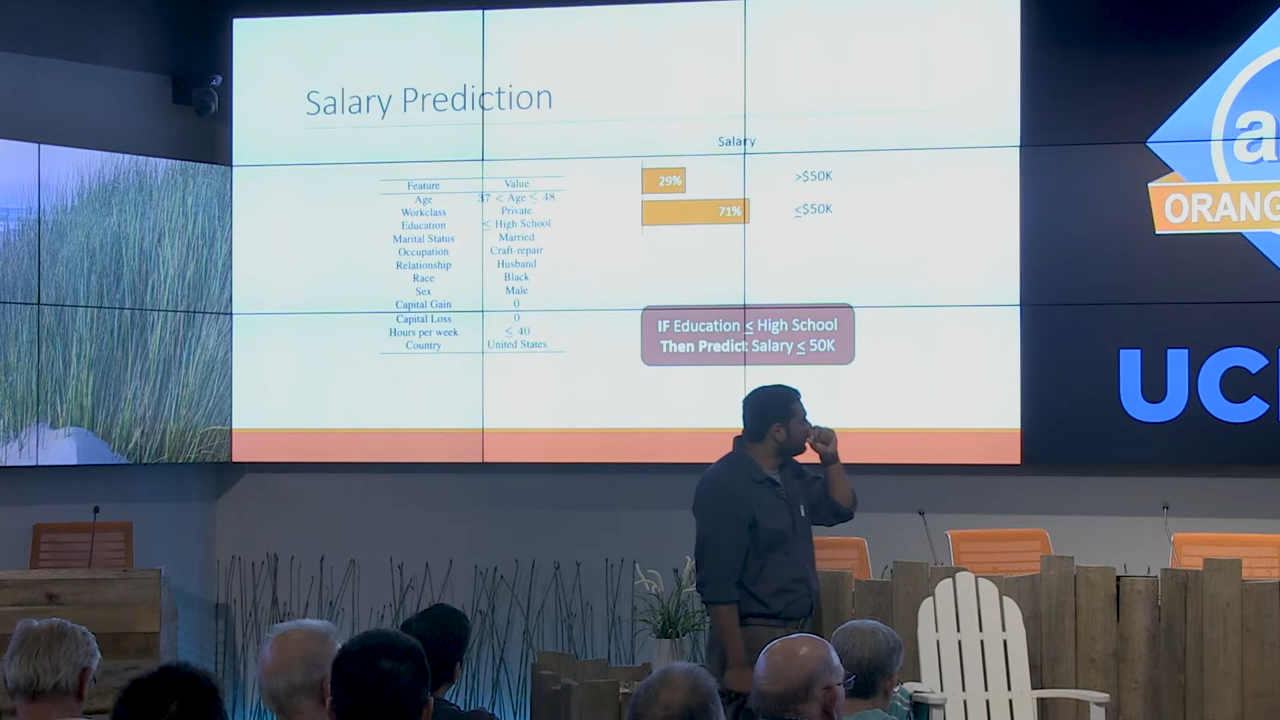 Salary Prediction
Salary
Feature Value
Age 37 < Age ≤ 48
Workclass Private
Education ≤ High School
Marital Status Married
Occupation Craft-repair
Relationship Husband
Race Black
Sex Male
Capital Gain 0
Capital Loss 0
Hours per week ≤ 40
Country United States
29% >$50K
71% ≤$50K
IF Education ≤ High School
Then Predict Salary ≤ 50K
a
ORANG
UC